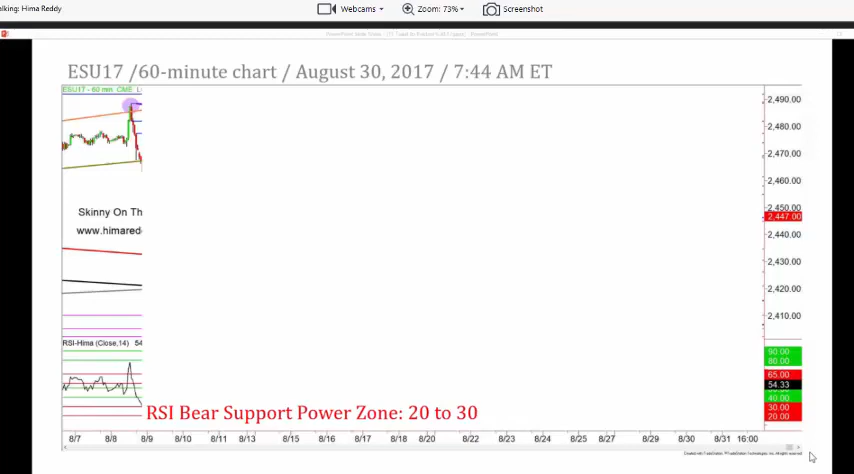 alking: Hima Reddy
Webcams
Zoom: 73%
Screenshot
ESU17 /60-minute chart / August 30, 2017 / 7:44 AM ET
ESU17 - 60 min. CME L
2,490.00
2,480.00
2,470.00
2,460.00
2,450.00
2,447.00
2,440.00
2,430.00
2,420.00
2,410.00
Skinny On Th
www.himared
RSI-Hima (Close,14) 54
90.00
80.00
65.00
54.33
40.00
30.00
20.00
RSI Bear Support Power Zone: 20 to 30
8/7 8/8 8/9 8/10 8/11 8/13 8/15 8/16 8/17 8/18 8/20 8/22 8/23 8/24 8/25 8/27 8/29 8/30 8/31 16:00